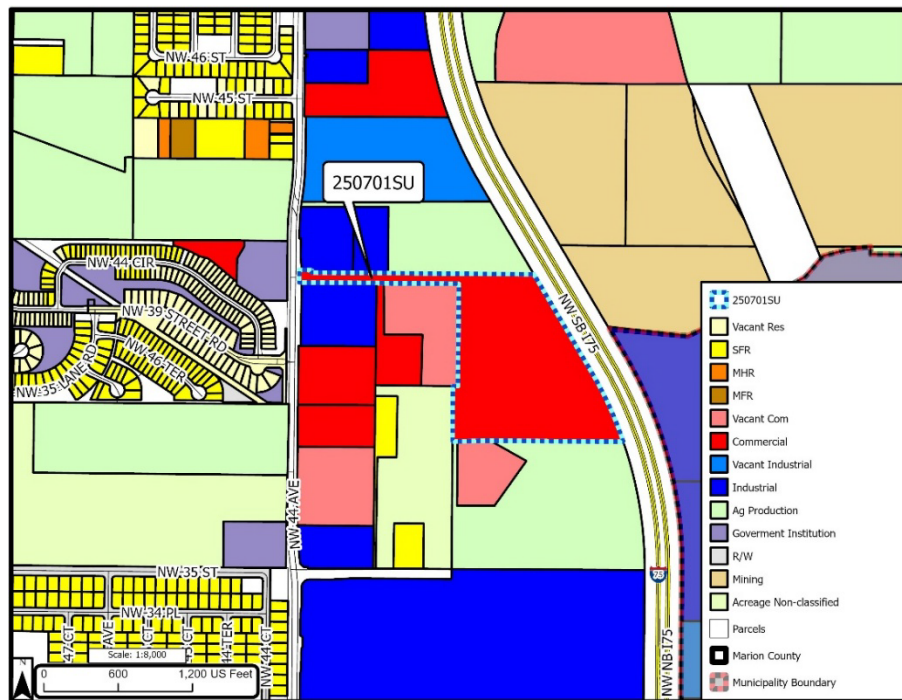 NW 46 ST
NW 45 ST
250701SU
NW 44 CIR
NW 39 STREET RD
NW 46 TER
NW 35 LANE RD
NW SB I75
NW 44 AVE
NW 35 ST
NW 34 PL
47 CT
AVE
CT
CT
44 TER
NW 44 CT
75
NW NB I75
Scale: 1:8,000
N
0 600 1,200 US Feet
250701SU
Vacant Res
SFR
MHR
MFR
Vacant Com
Commercial
Vacant Industrial
Industrial
Ag Production
Goverment Institution
R/W
Mining
Acreage Non-classified
Parcels
Marion County
Municipality Boundary